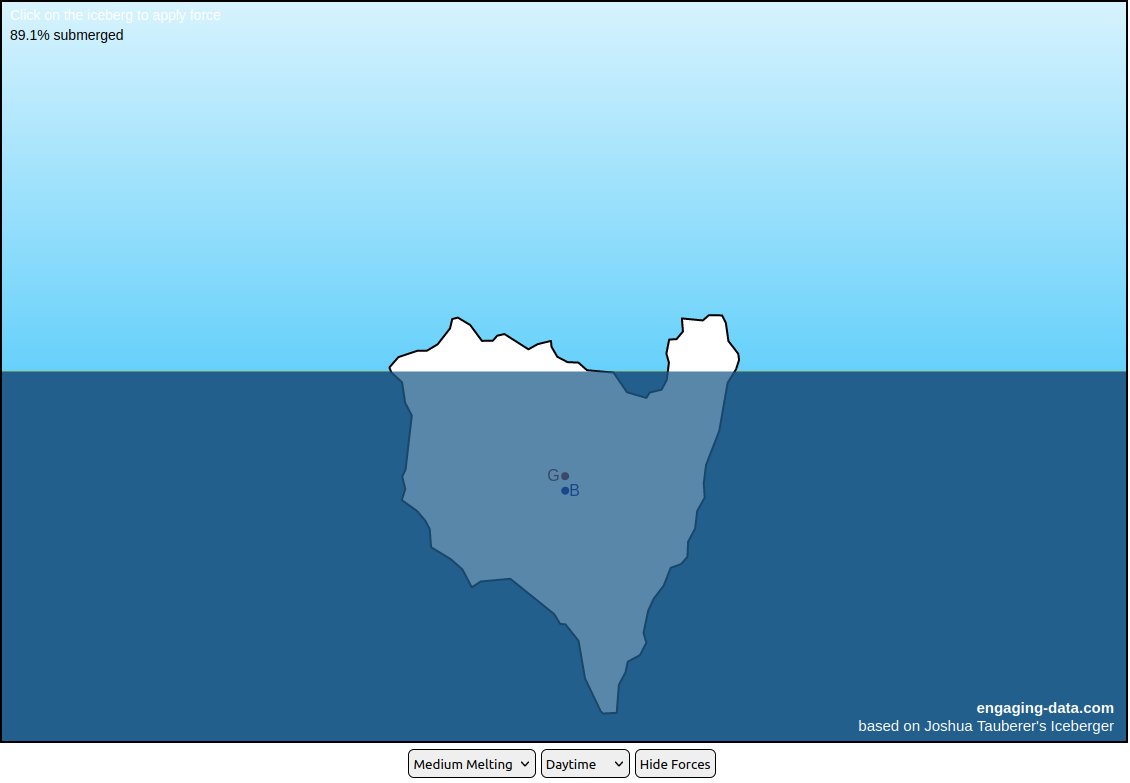 Click on the iceberg to apply force
89.1% submerged
G
B
engaging-data.com
based on Joshua Tauberer's Iceberger
Medium Melting Daytime Hide Forces